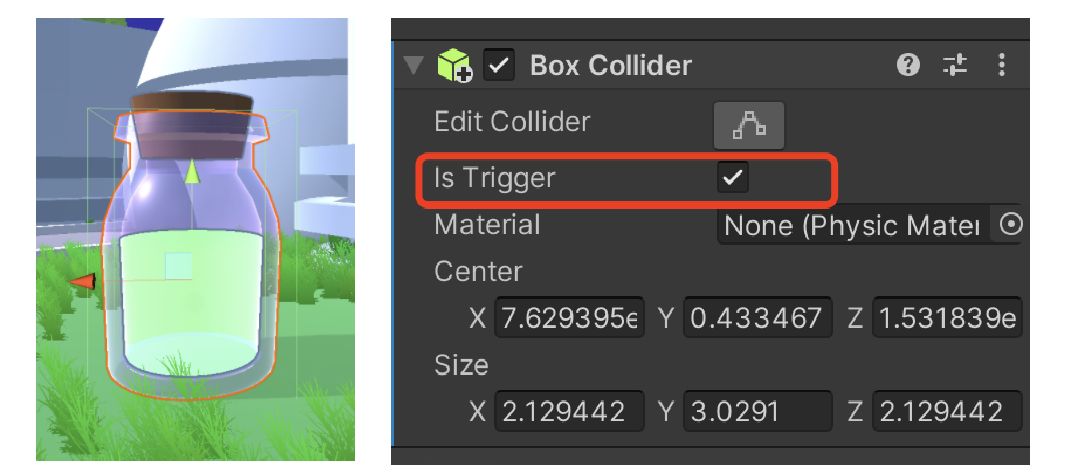 Box Collider
Edit Collider
Is Trigger
Material None (Physic Mater
Center
X 7.629395e Y 0.433467 Z 1.531839e
Size
X 2.129442 Y 3.0291 Z 2.129442